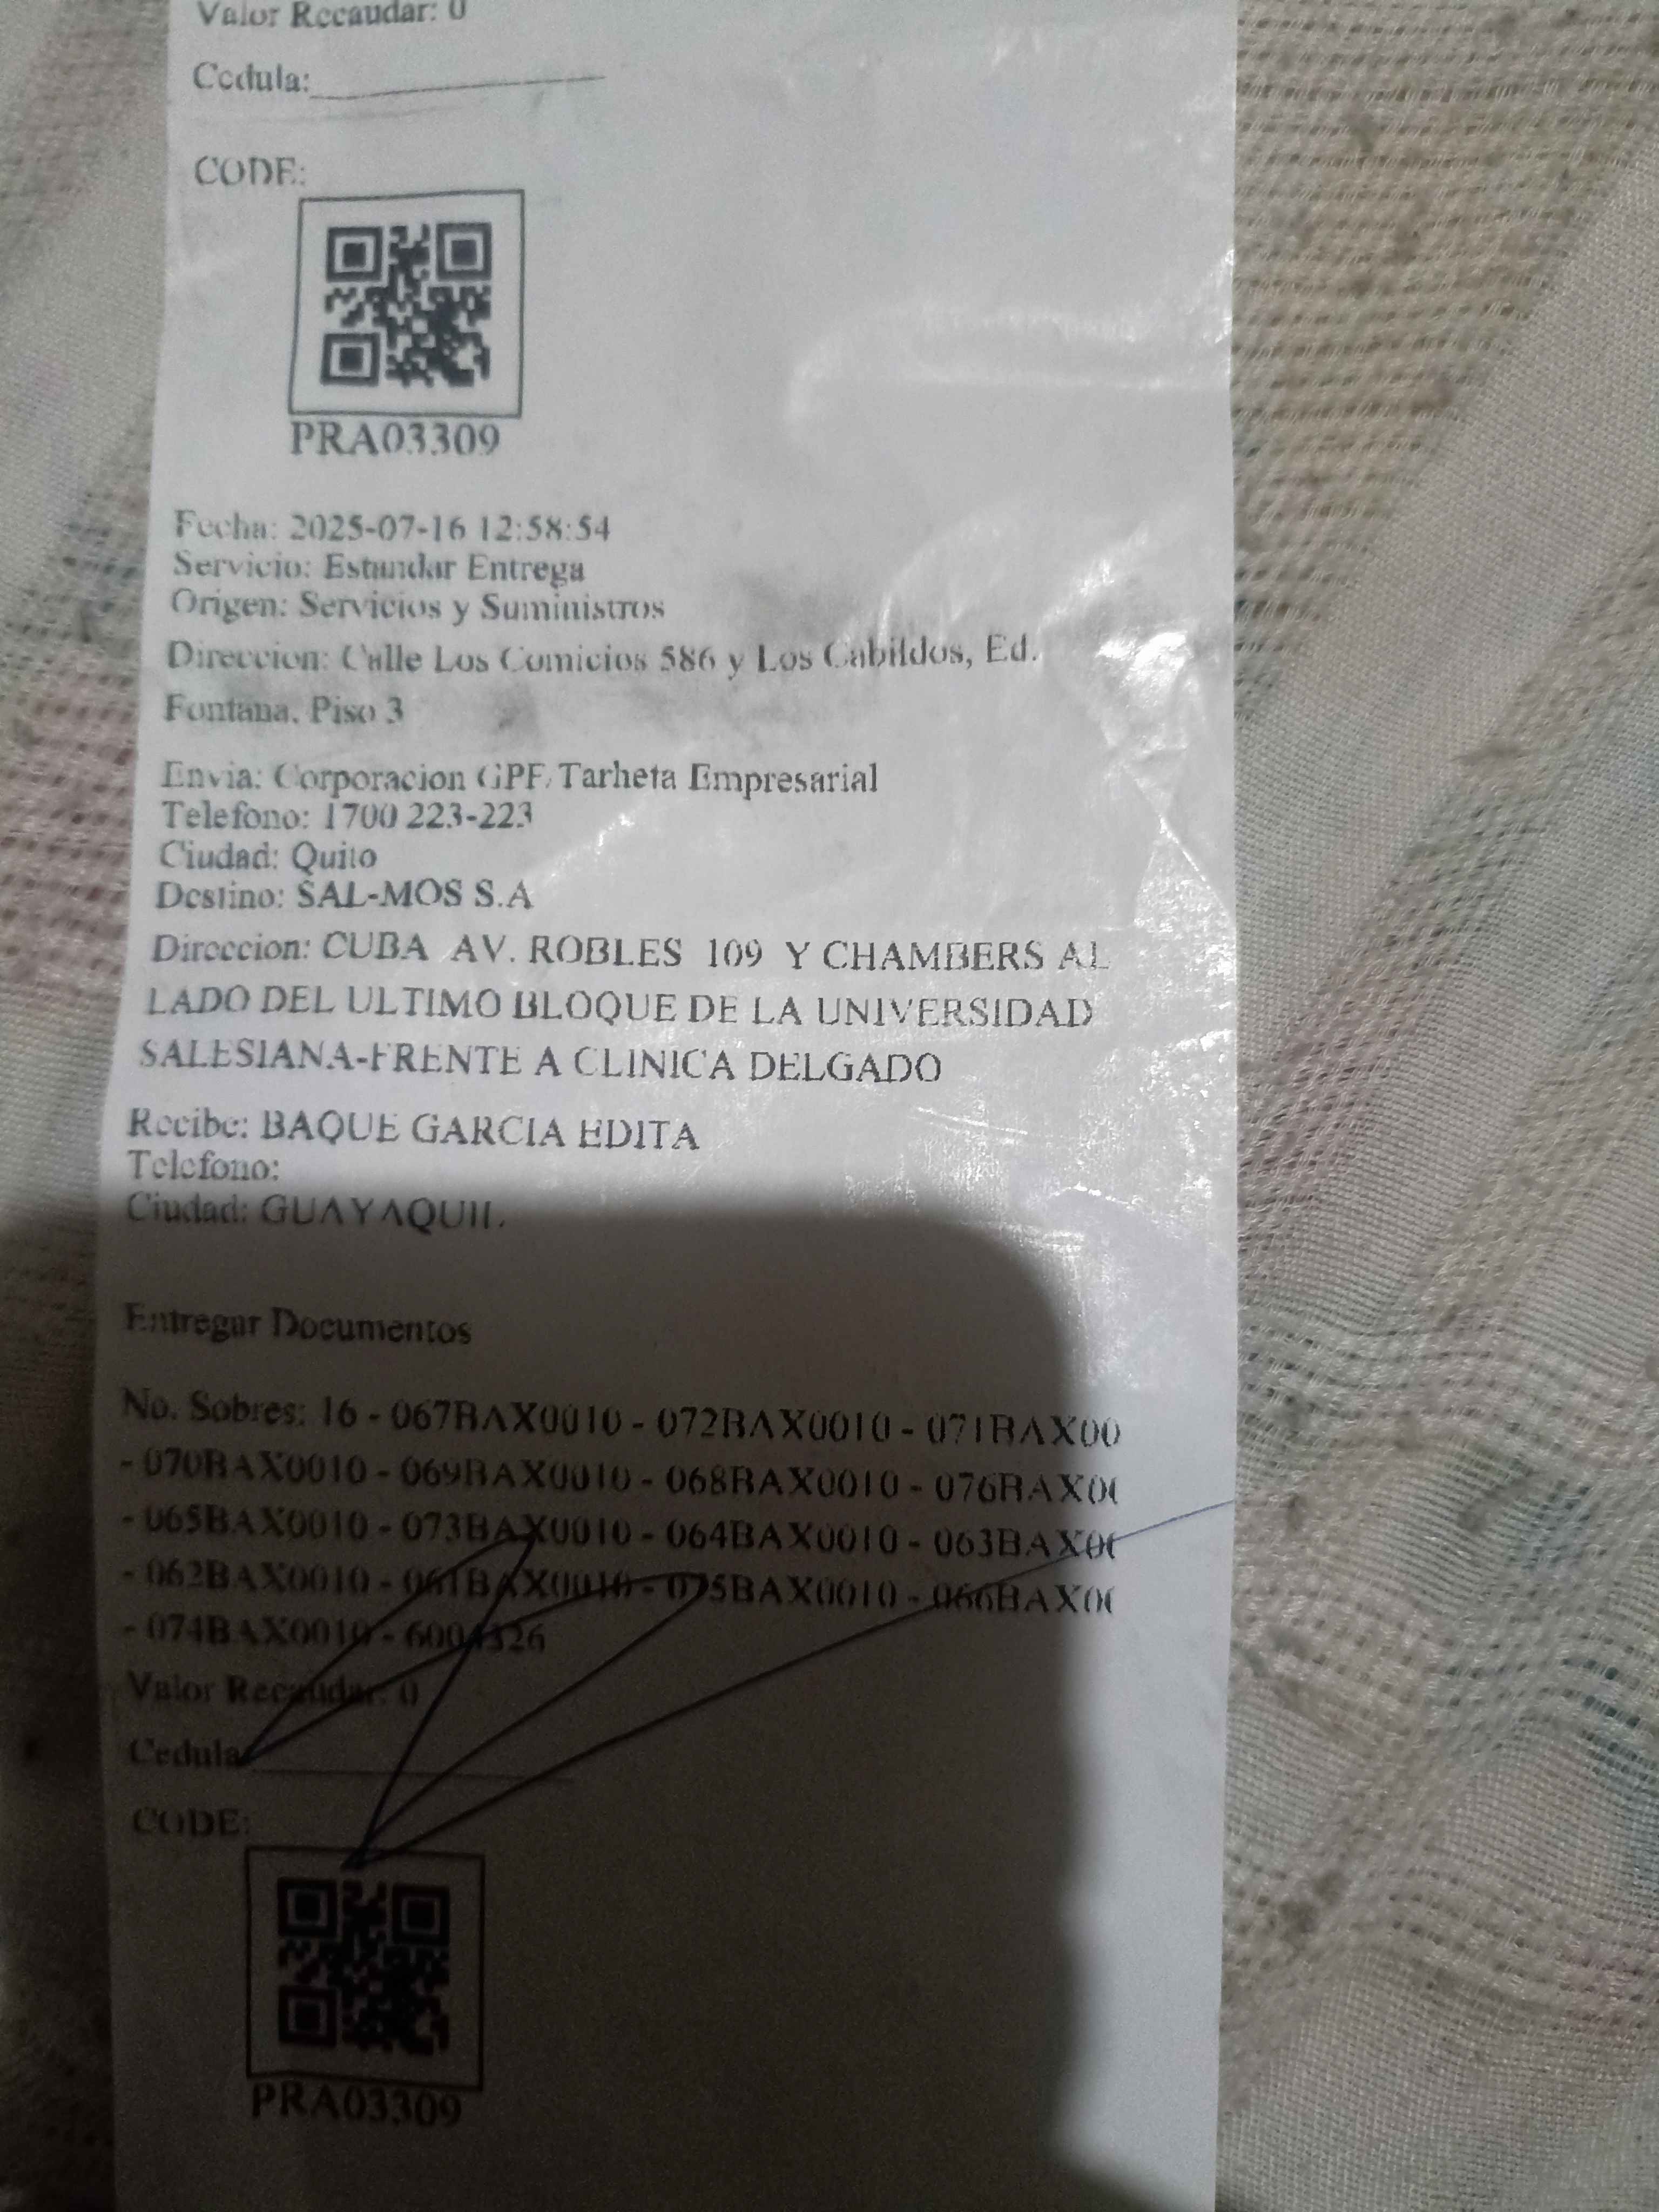 Valor Recaudar: 0
Cedula:
CODE:
PRA03309
Fecha: 2025-07-16 12:58:54
Servicio: Estandar Entrega
Origen: Servicios y Suministros
Direccion: Calle Los Comicios 586 y Los Cabildos, Ed.
Fontana, Piso 3
Envia: Corporacion GPF/Tarheta Empresarial
Telefono: 1700 223-223
Ciudad: Quito
Destino: SAL-MOS S.A
Direccion: CUBA AV. ROBLES 109 Y CHAMBERS AL
LADO DEL ULTIMO BLOQUE DE LA UNIVERSIDAD
SALESIANA-FRENTE A CLINICA DELGADO
Recibe: BAQUE GARCIA EDITA
Telefono:
Ciudad: GUAYAQUIL
Entregar Documentos
No. Sobres: 16 - 067BAX0010 - 072BAX0010 - 071BAX00
- 070BAX0010 - 069BAX0010 - 068BAX0010 - 076BAX0
- 065BAX0010 - 073BAX0010 - 064BAX0010 - 063BAX0
- 062BAX0010 - 061BAX0010 - 075BAX0010 - 066BAX0
- 074BAX0010 -
Valor Recaudar: 0
Cedula
CODE:
PRA03309